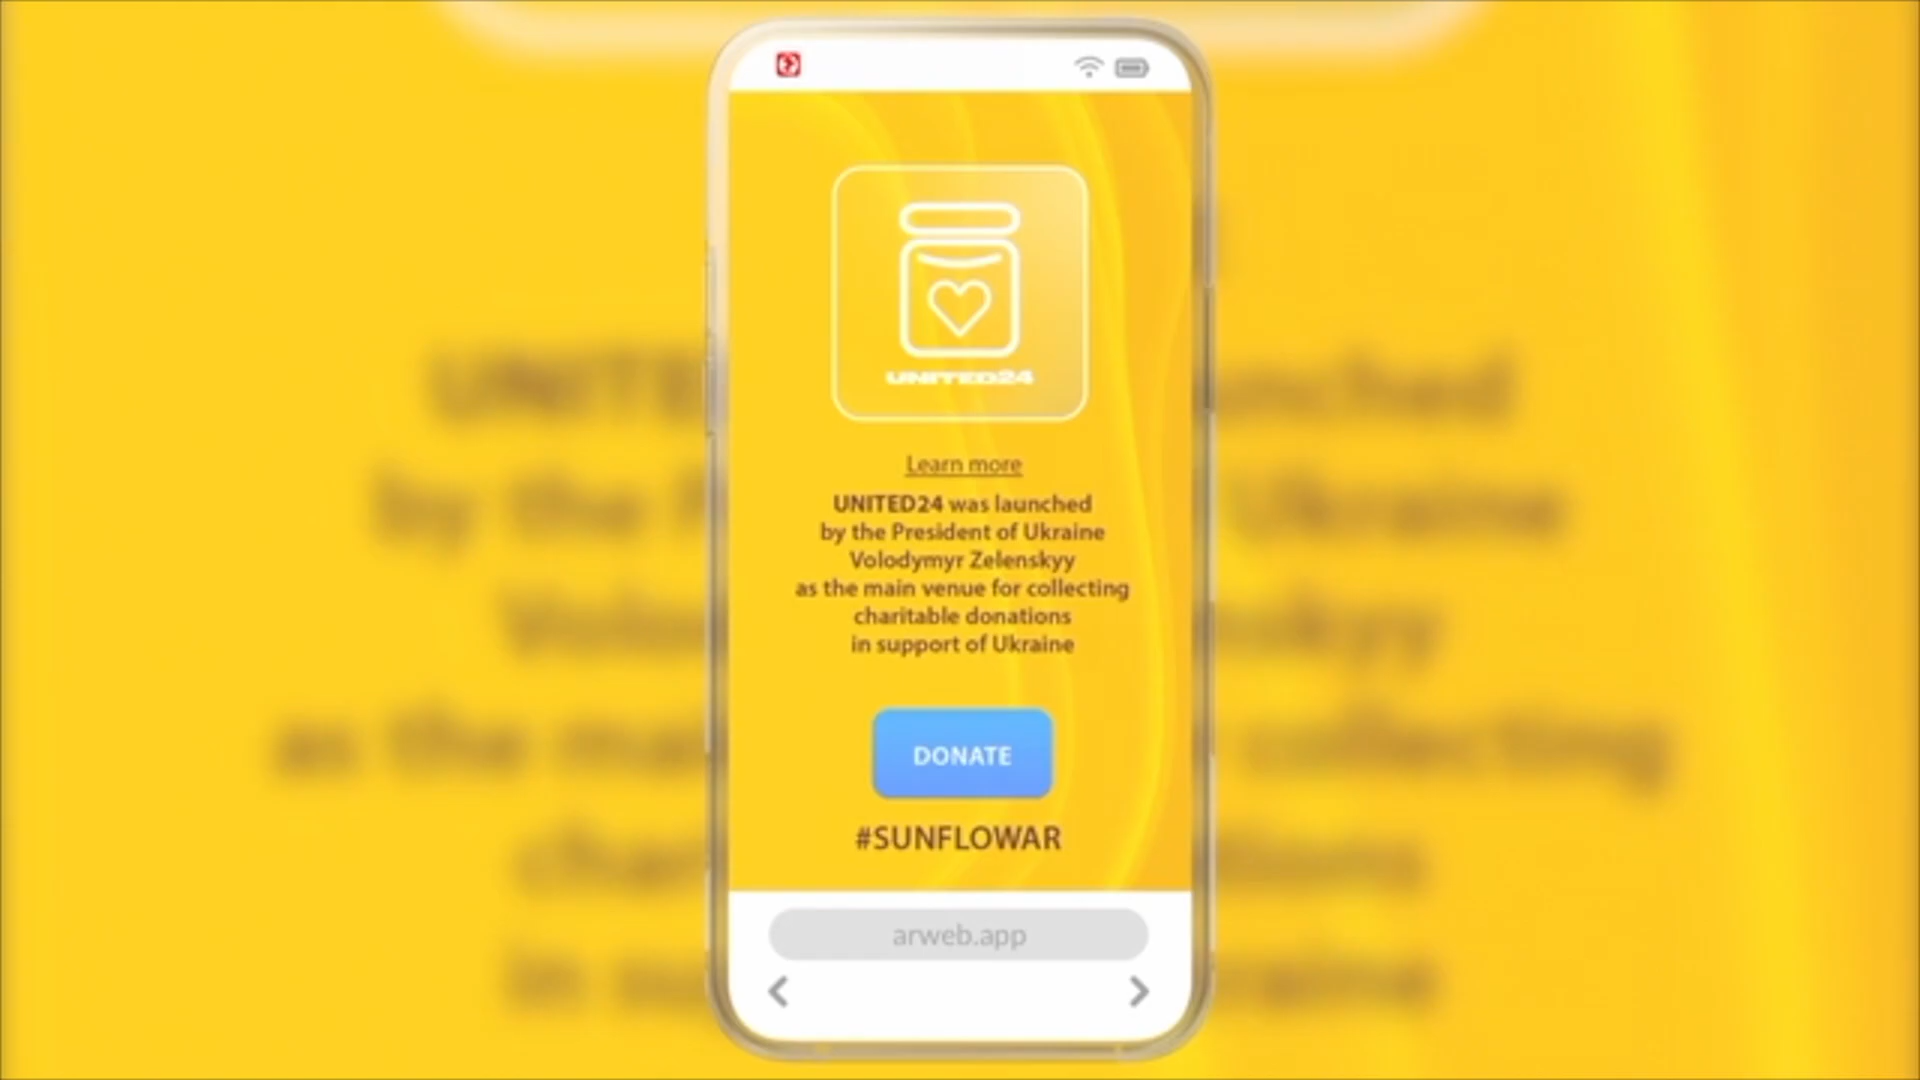 UNITED24
Learn more
UNITED24 was launched
by the President of Ukraine
Volodymyr Zelenskyy
as the main venue for collecting
charitable donations
in support of Ukraine
DONATE
#SUNFLOWAR
arweb.app